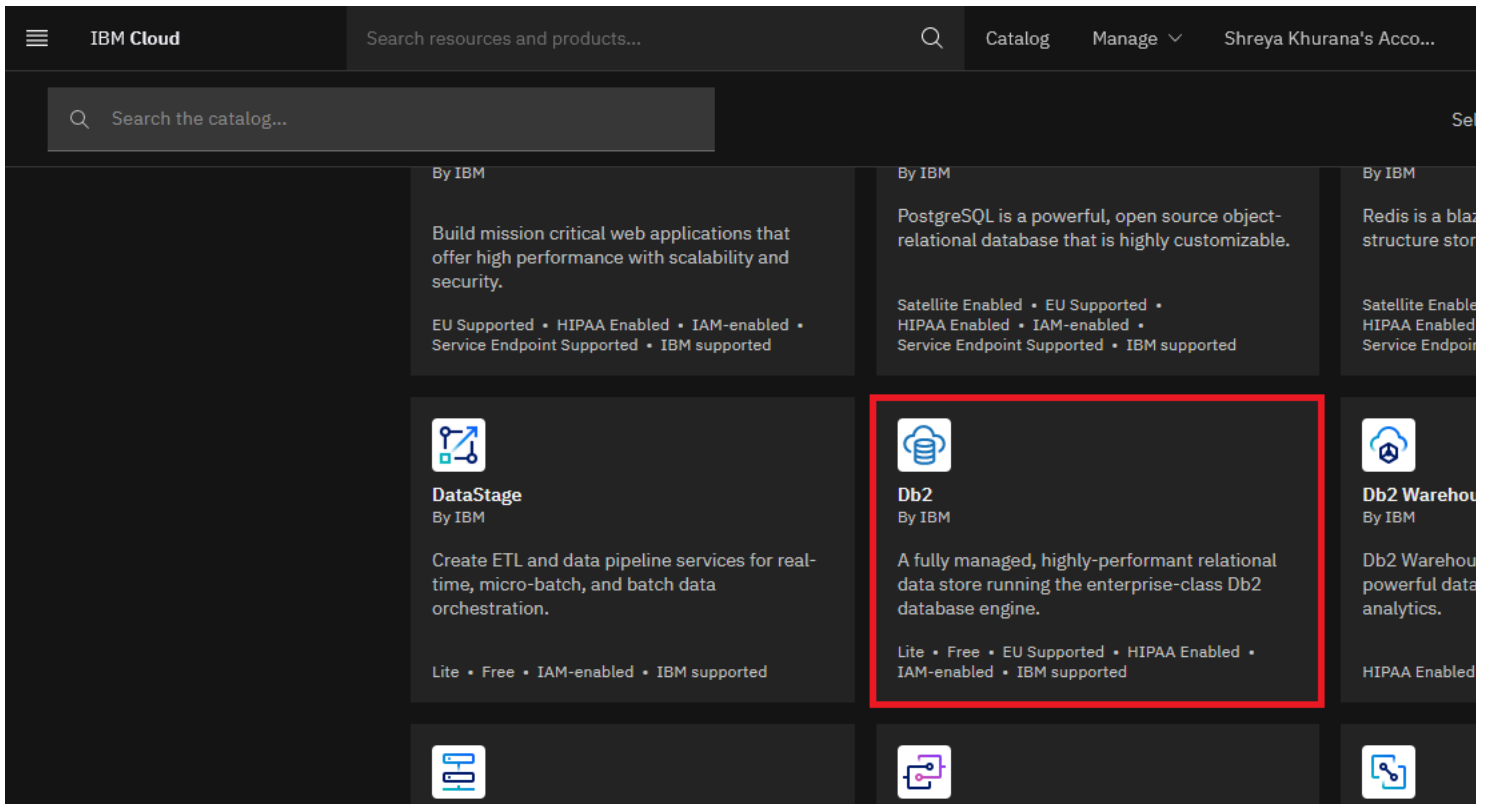 IBM Cloud
Search resources and products...
Catalog
Manage
Shreya Khurana's Acco...
Search the catalog...
Sel
By IBM
Build mission critical web applications that
offer high performance with scalability and
security.
EU Supported • HIPAA Enabled • IAM-enabled •
Service Endpoint Supported • IBM supported
By IBM
PostgreSQL is a powerful, open source object-
relational database that is highly customizable.
Satellite Enabled • EU Supported •
HIPAA Enabled • IAM-enabled •
Service Endpoint Supported • IBM supported
By IBM
Redis is a blaz
structure stor
Satellite Enable
HIPAA Enabled
Service Endpoin
DataStage
By IBM
Create ETL and data pipeline services for real-
time, micro-batch, and batch data
orchestration.
Lite • Free • IAM-enabled • IBM supported
Db2
By IBM
A fully managed, highly-performant relational
data store running the enterprise-class Db2
database engine.
Lite • Free • EU Supported • HIPAA Enabled •
IAM-enabled • IBM supported
Db2 Warehou
By IBM
Db2 Warehou
powerful data
analytics.
HIPAA Enabled